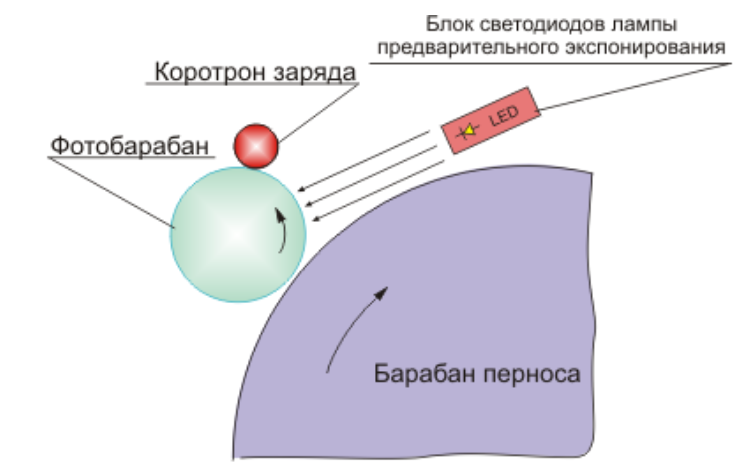 Блок светодиодов лампы
предварительного экспонирования
Коротрон заряда
LED
Фотобарабан
Барабан перноса